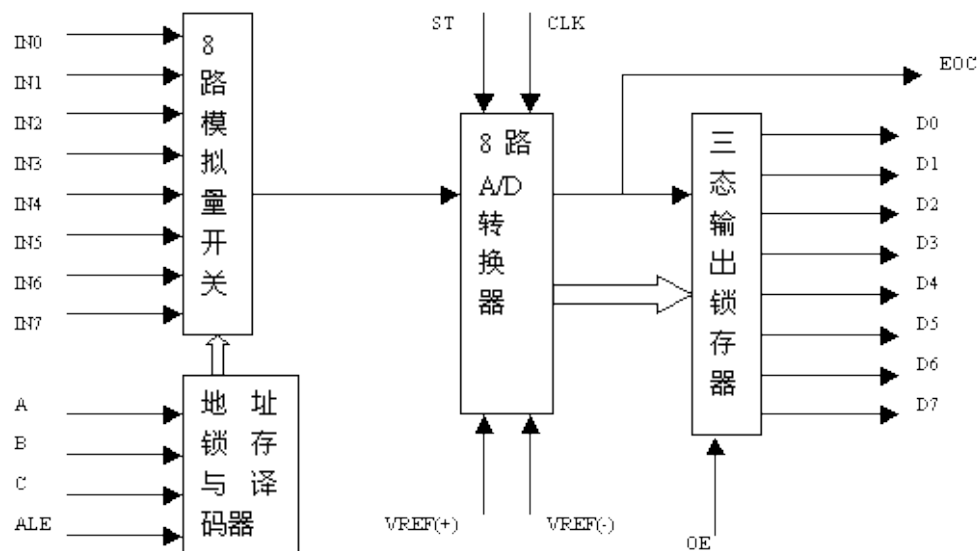 ST
CLK
EOC
IN0
IN1
IN2
IN3
IN4
IN5
IN6
IN7
8
路
模
拟
量
开
关
8 路
A/D
转
换
器
三
态
输
出
锁
存
器
D0
D1
D2
D3
D4
D5
D6
D7
A
B
C
ALE
地 址
锁 存
与 译
码器
VREF(+)
VREF(-)
OE